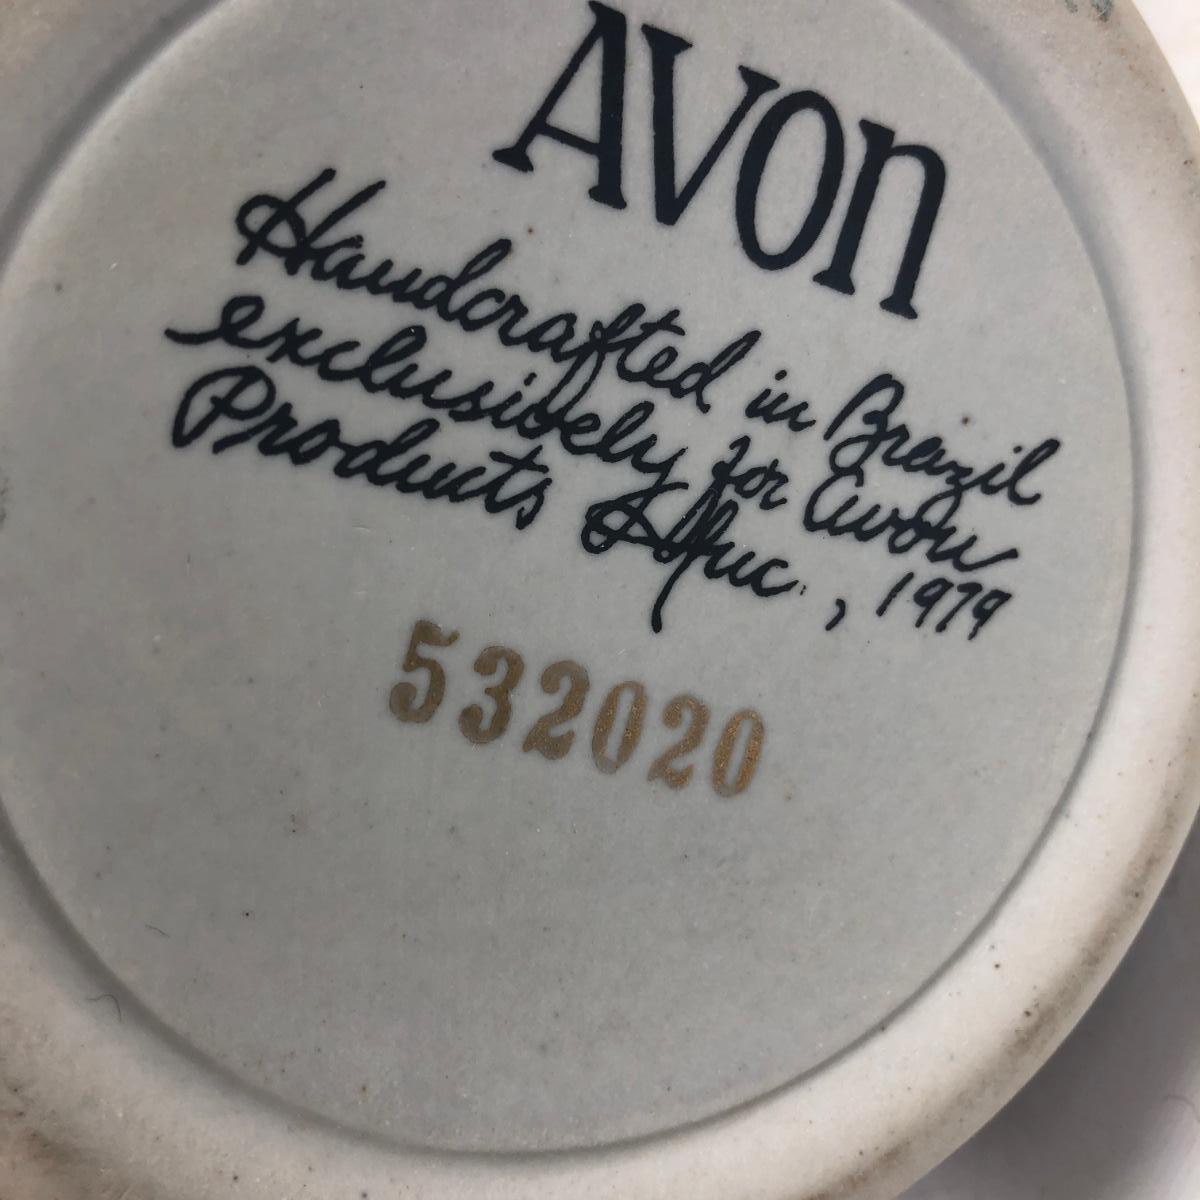 AVON
Handcrafted in Brazil
exclusively for Avon
Products Inc., 1979
532020